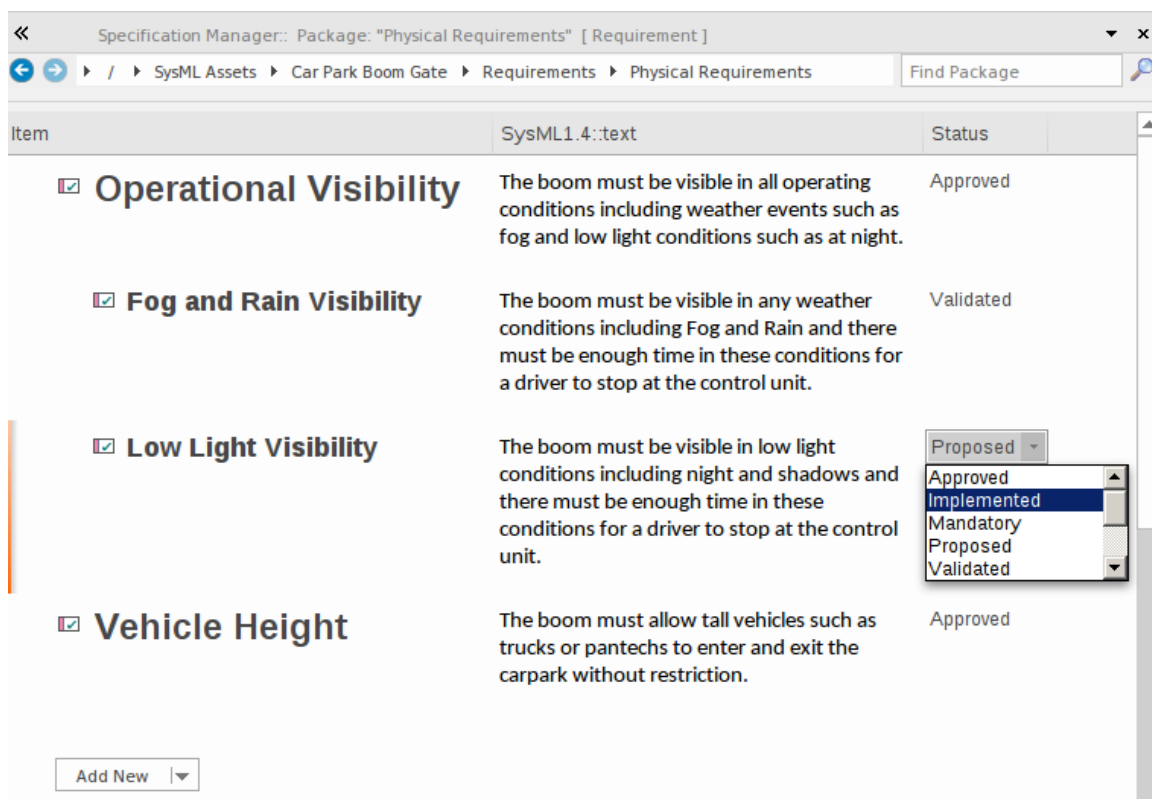 Specification Manager:: Package: "Physical Requirements" [ Requirement ]
/ SysML Assets Car Park Boom Gate Requirements Physical Requirements Find Package
Item SysML1.4::text Status
Operational Visibility
The boom must be visible in all operating
conditions including weather events such as
fog and low light conditions such as at night.
Approved
Fog and Rain Visibility
The boom must be visible in any weather
conditions including Fog and Rain and there
must be enough time in these conditions for
a driver to stop at the control unit.
Validated
Low Light Visibility
The boom must be visible in low light
conditions including night and shadows and
there must be enough time in these
conditions for a driver to stop at the control
unit.
Proposed
Approved
Implemented
Mandatory
Proposed
Validated
Vehicle Height
The boom must allow tall vehicles such as
trucks or pantechs to enter and exit the
carpark without restriction.
Approved
Add New